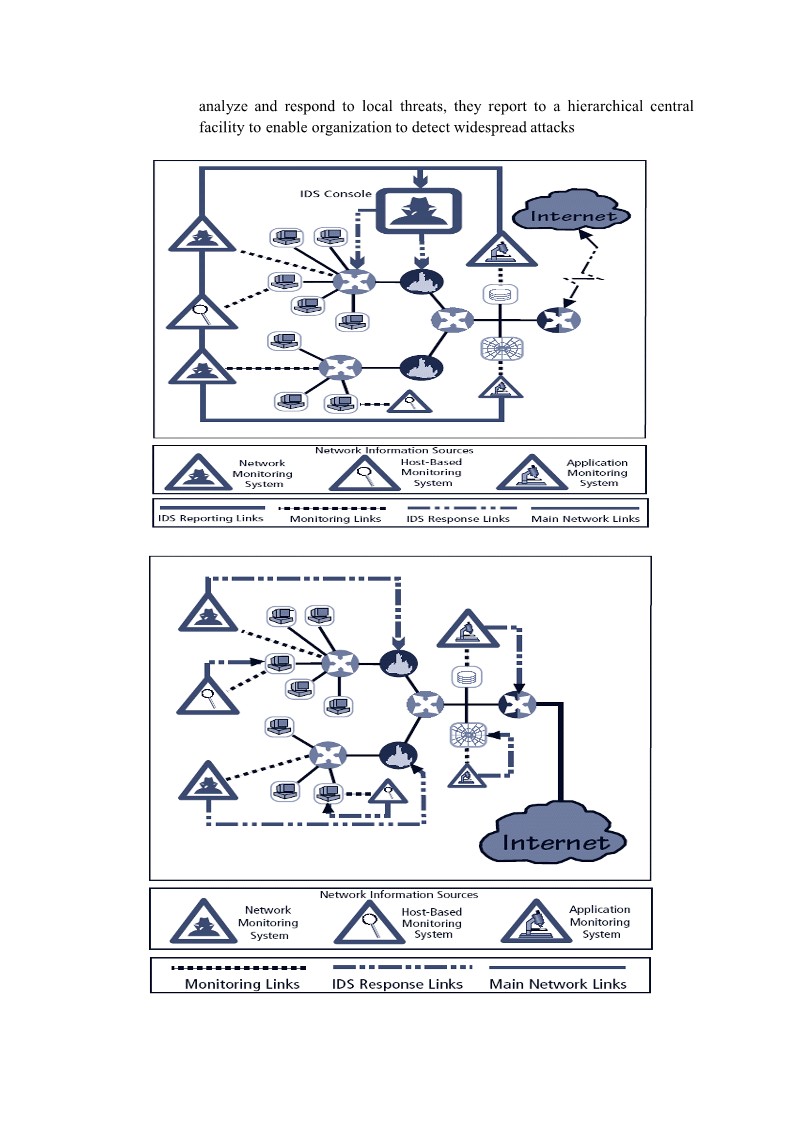 analyze and respond to local threats, they report to a hierarchical central
facility to enable organization to detect widespread attacks
IDS Console
Internet
Network Information Sources
Network
Monitoring
System
Host-Based
Monitoring
System
Application
Monitoring
System
IDS Reporting Links
Monitoring Links
IDS Response Links
Main Network Links
Internet
Network Information Sources
Network
Monitoring
System
Host-Based
Monitoring
System
Application
Monitoring
System
Monitoring Links
IDS Response Links
Main Network Links